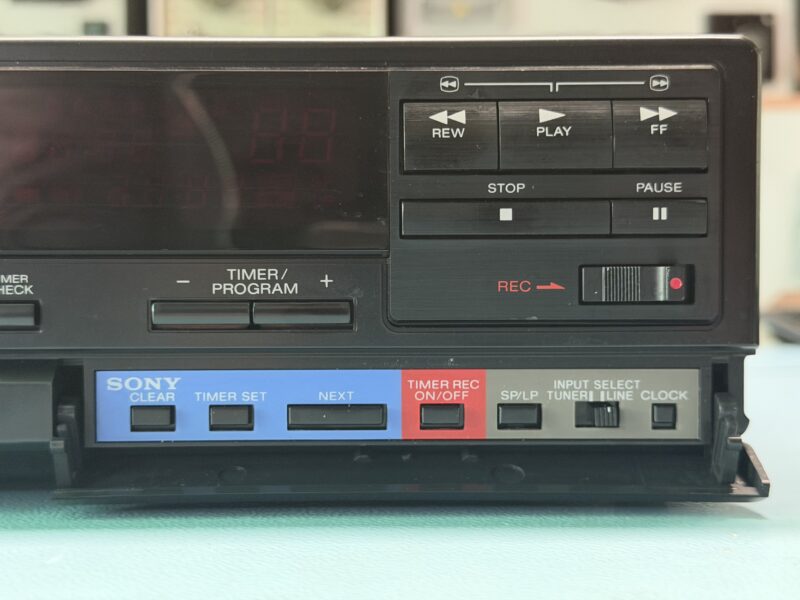 REW
PLAY
FF
STOP
PAUSE
REC
TIMER/
PROGRAM
− +
SONY
CLEAR
TIMER SET
NEXT
TIMER REC
ON/OFF
SP/LP
INPUT SELECT
TUNER LINE
CLOCK